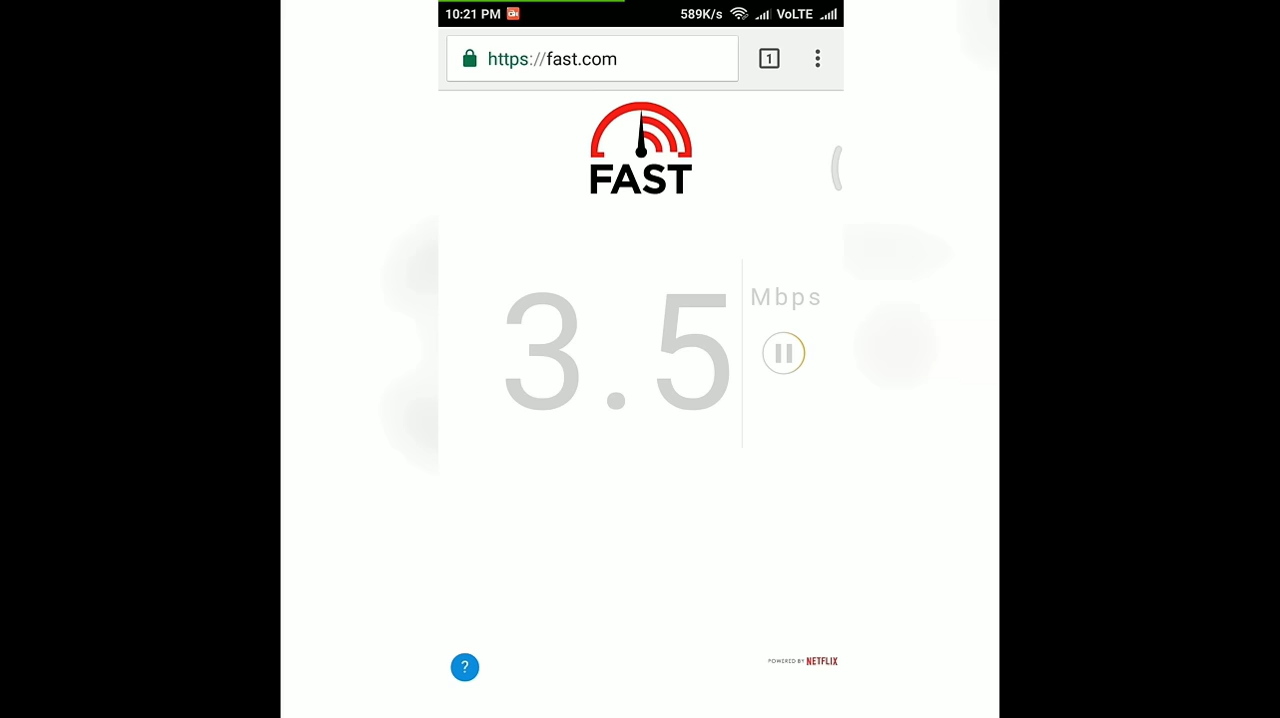 10:21 PM 589K/s VoLTE
https://fast.com 1
FAST
3.5 Mbps
?
POWERED BY NETFLIX